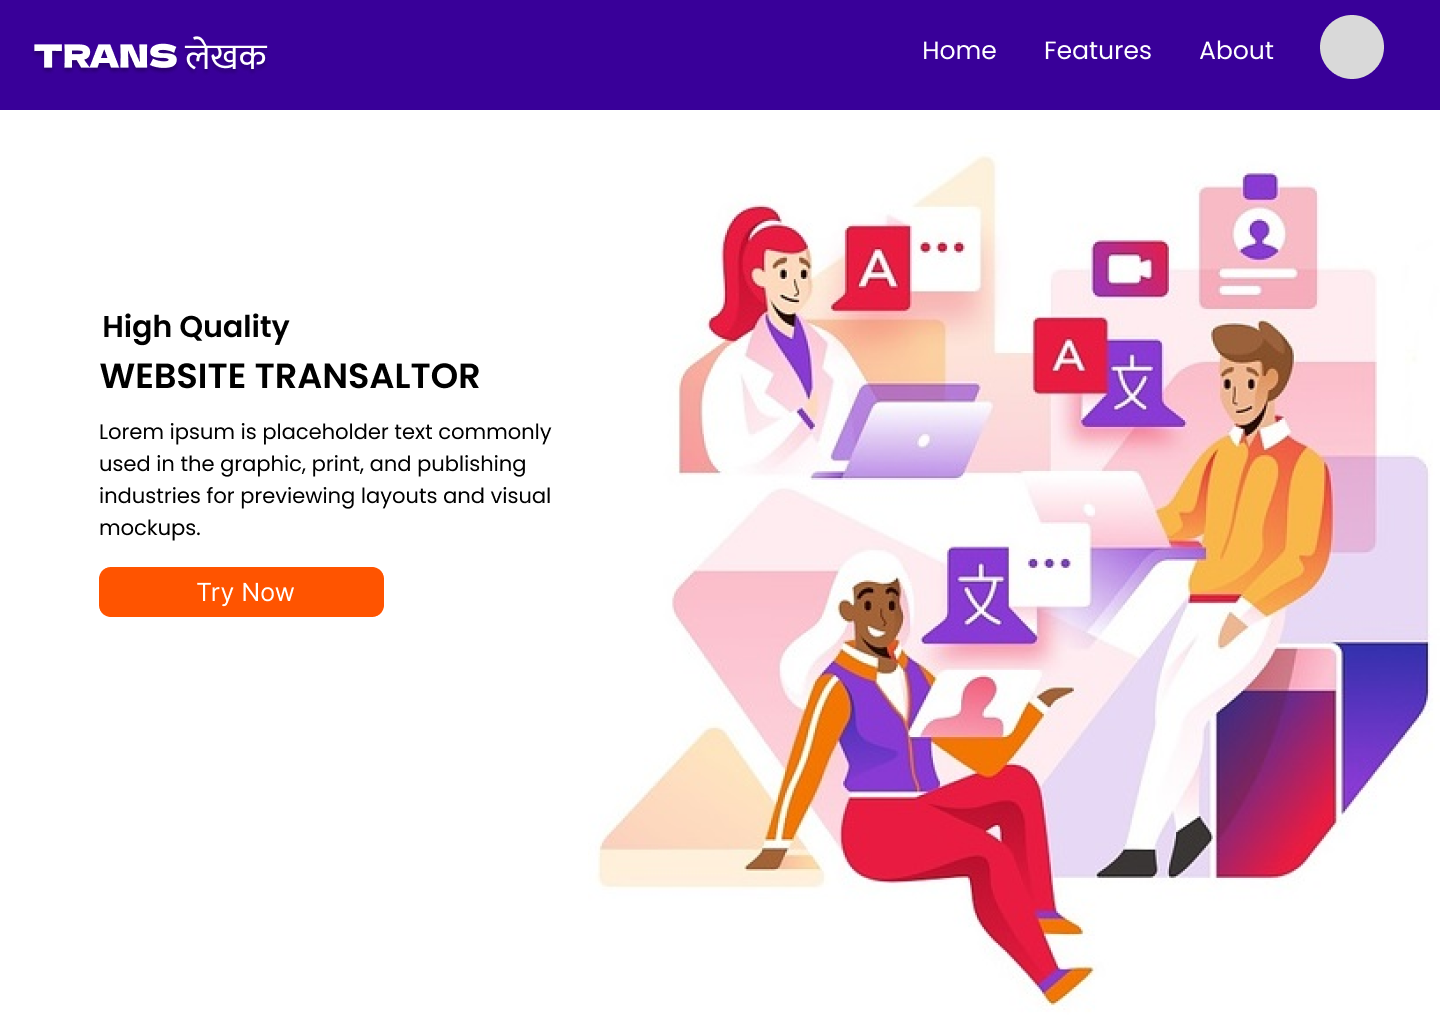 TRANS लेखक
Home Features About
A
A
文
High Quality
WEBSITE TRANSALTOR
Lorem ipsum is placeholder text commonly
used in the graphic, print, and publishing
industries for previewing layouts and visual
mockups.
文
Try Now